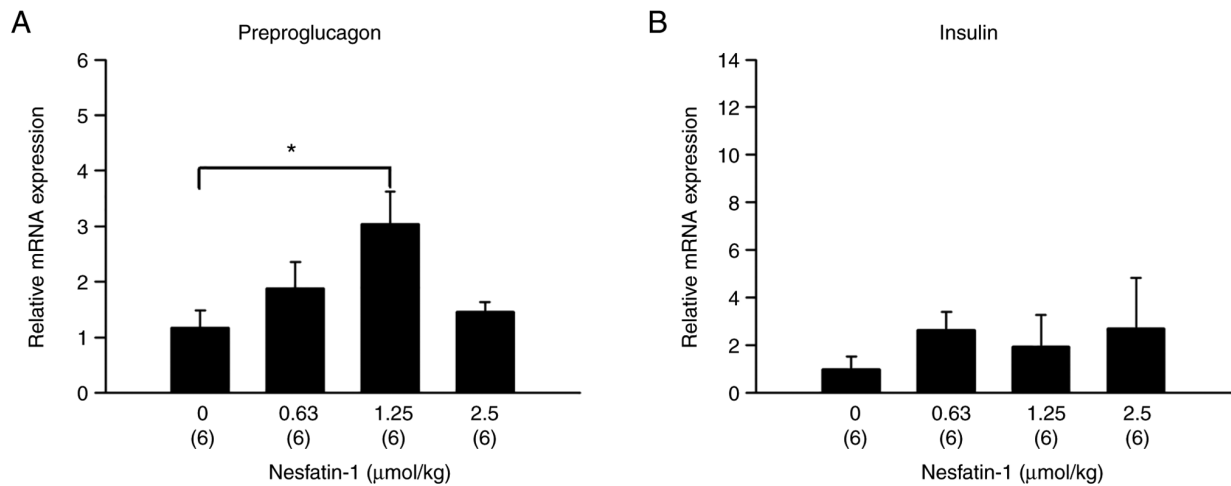 A
Preproglucagon
Relative mRNA expression
6
5
4
3
2
1
0
*
0 0.63 1.25 2.5
(6) (6) (6) (6)
Nesfatin-1 (μmol/kg)
B
Insulin
Relative mRNA expression
14
12
10
8
6
4
2
0
0 0.63 1.25 2.5
(6) (6) (6) (6)
Nesfatin-1 (μmol/kg)